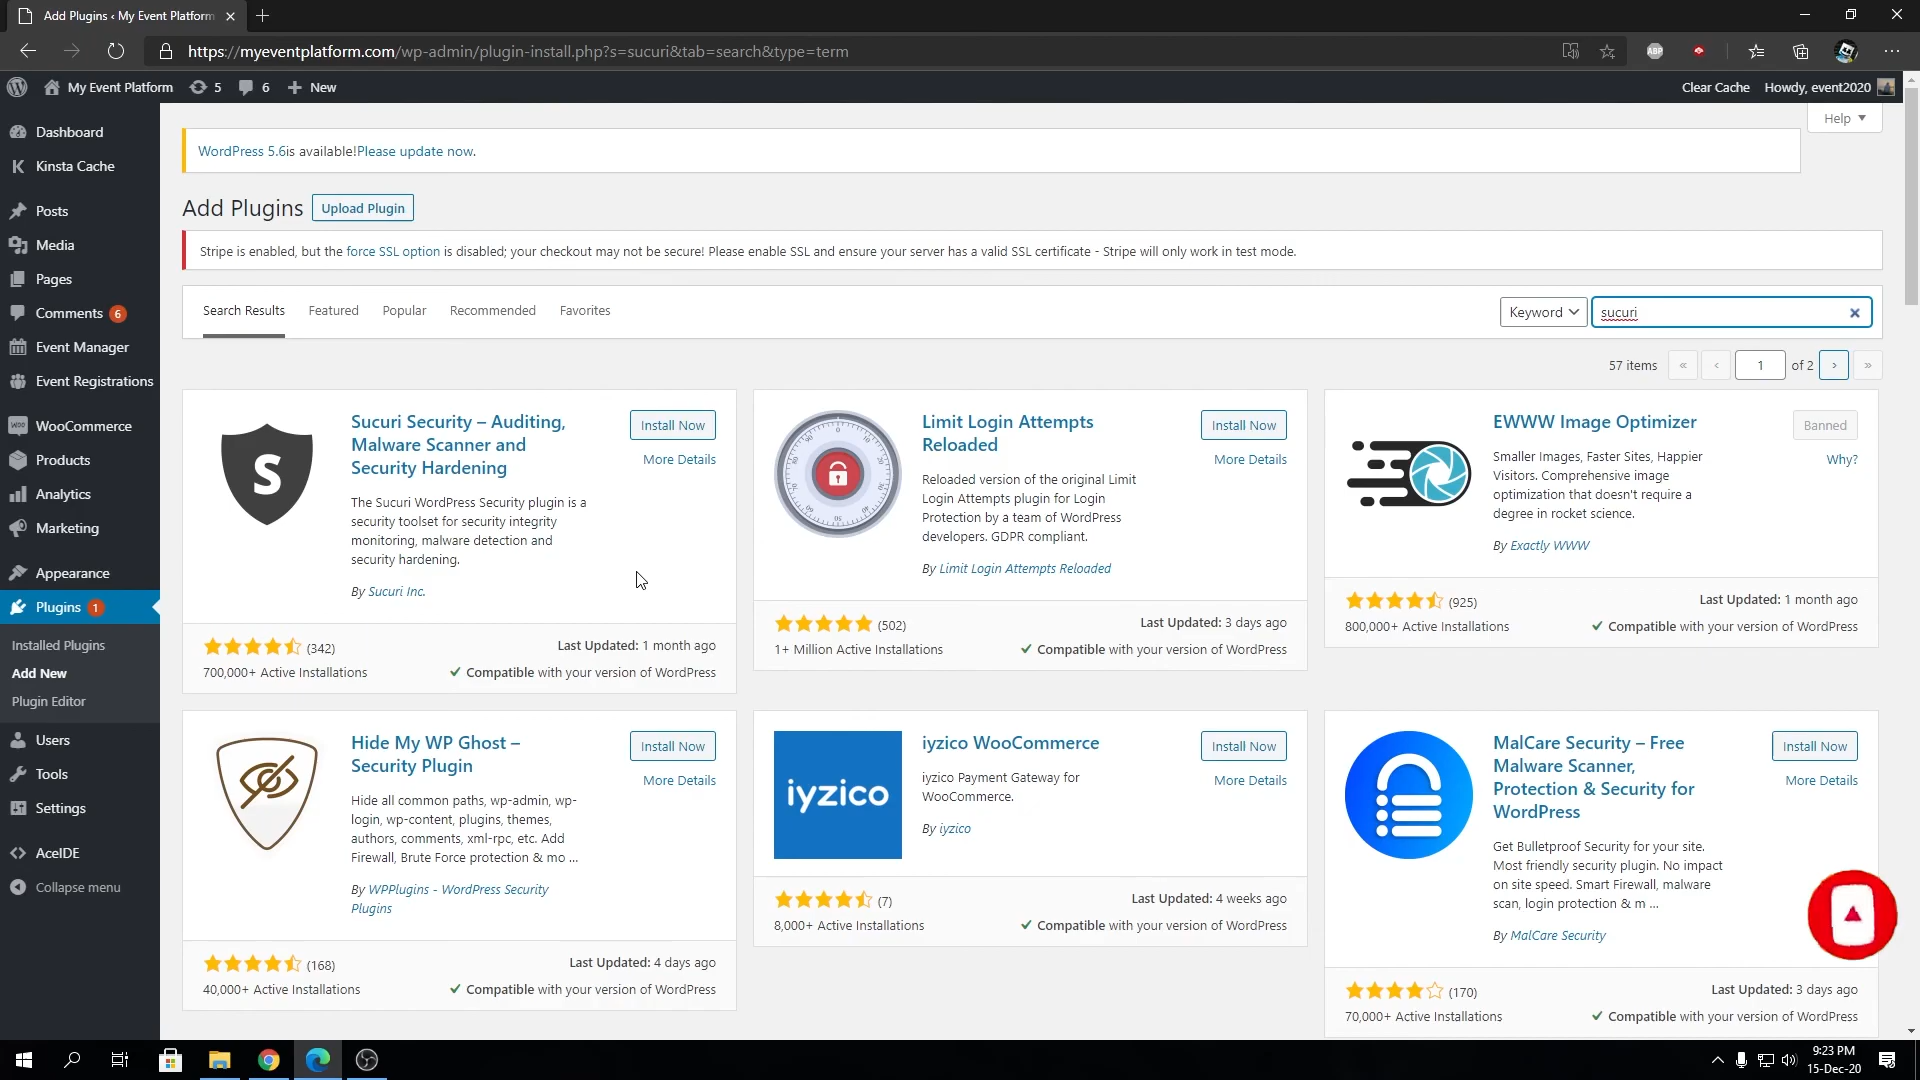 Add Plugins ‹ My Event Platform
https://myeventplatform.com/wp-admin/plugin-install.php?s=sucuri&tab=search&type=term
ABP
My Event Platform 5 6 New
Clear Cache Howdy, event2020
Help
Dashboard
Kinsta Cache
Posts
Media
Pages
Comments 6
Event Manager
Event Registrations
WooCommerce
Products
Analytics
Marketing
Appearance
Plugins 1
Installed Plugins
Add New
Plugin Editor
Users
Tools
Settings
AceIDE
Collapse menu
WordPress 5.6is available!Please update now.
Add Plugins Upload Plugin
Stripe is enabled, but the force SSL option is disabled; your checkout may not be secure! Please enable SSL and ensure your server has a valid SSL certificate - Stripe will only work in test mode.
Search Results Featured Popular Recommended Favorites
Keyword sucuri
57 items « ‹ 1 of 2 › »
S
Sucuri Security – Auditing,
Malware Scanner and
Security Hardening
Install Now
More Details
The Sucuri WordPress Security plugin is a
security toolset for security integrity
monitoring, malware detection and
security hardening.
By Sucuri Inc.
(342)
Last Updated: 1 month ago
700,000+ Active Installations
Compatible with your version of WordPress
Limit Login Attempts
Reloaded
Install Now
More Details
Reloaded version of the original Limit
Login Attempts plugin for Login
Protection by a team of WordPress
developers. GDPR compliant.
By Limit Login Attempts Reloaded
(502)
Last Updated: 3 days ago
1+ Million Active Installations
Compatible with your version of WordPress
EWWW Image Optimizer
Banned
Why?
Smaller Images, Faster Sites, Happier
Visitors. Comprehensive image
optimization that doesn't require a
degree in rocket science.
By Exactly WWW
(925)
Last Updated: 1 month ago
800,000+ Active Installations
Compatible with your version of WordPress
Hide My WP Ghost –
Security Plugin
Install Now
More Details
Hide all common paths, wp-admin, wp-
login, wp-content, plugins, themes,
authors, comments, xml-rpc, etc. Add
Firewall, Brute Force protection & mo ...
By WPPlugins - WordPress Security
Plugins
(168)
Last Updated: 4 days ago
40,000+ Active Installations
Compatible with your version of WordPress
iyzico
iyzico WooCommerce
Install Now
More Details
iyzico Payment Gateway for
WooCommerce.
By iyzico
(7)
Last Updated: 4 weeks ago
8,000+ Active Installations
Compatible with your version of WordPress
MalCare Security – Free
Malware Scanner,
Protection & Security for
WordPress
Install Now
More Details
Get Bulletproof Security for your site.
Most friendly security plugin. No impact
on site speed. Smart Firewall, malware
scan, login protection & m ...
By MalCare Security
(170)
Last Updated: 3 days ago
70,000+ Active Installations
Compatible with your version of WordPress
9:23 PM
15-Dec-20